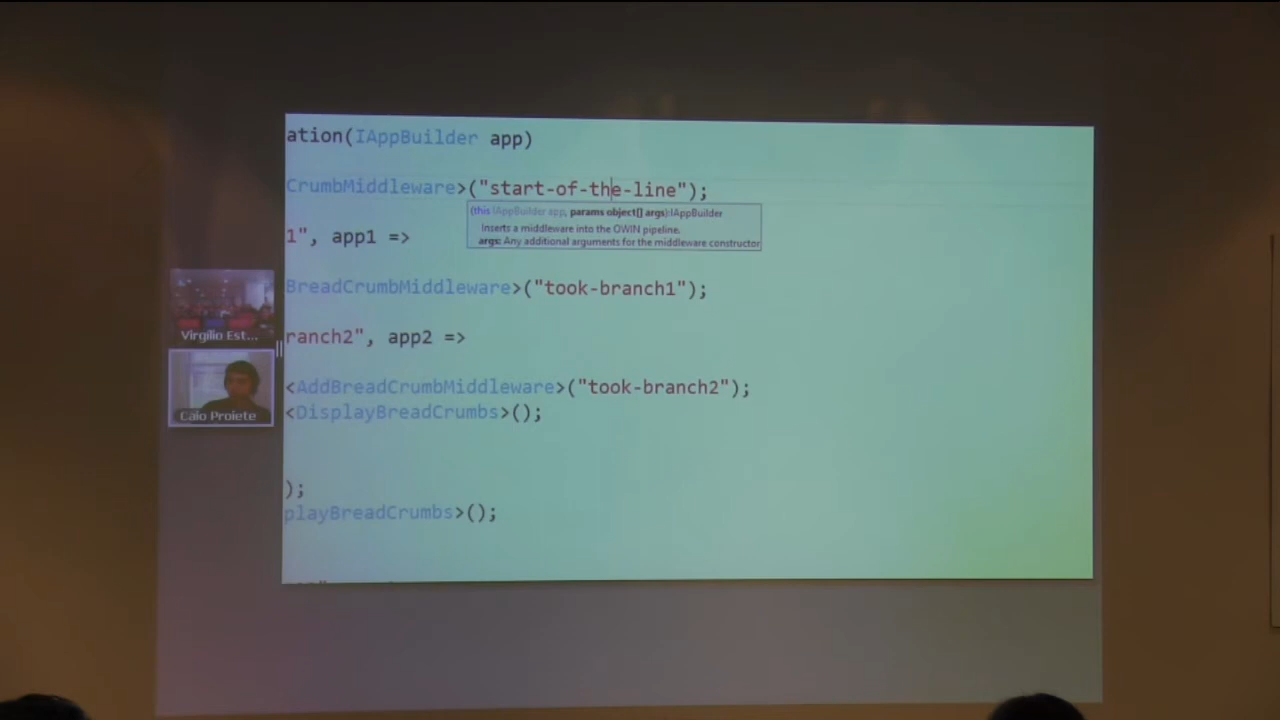 ation(IAppBuilder app)
CrumbMiddleware>("start-of-the-line");
(this IAppBuilder app, params object[] args):IAppBuilder
Inserts a middleware into the OWIN pipeline.
args: Any additional arguments for the middleware constructor
1", app1 =>
BreadCrumbMiddleware>("took-branch1");
Virgílio Est...
ranch2", app2 =>
<AddBreadCrumbMiddleware>("took-branch2");
Caio Proiete
<DisplayBreadCrumbs>();
);
playBreadCrumbs>();